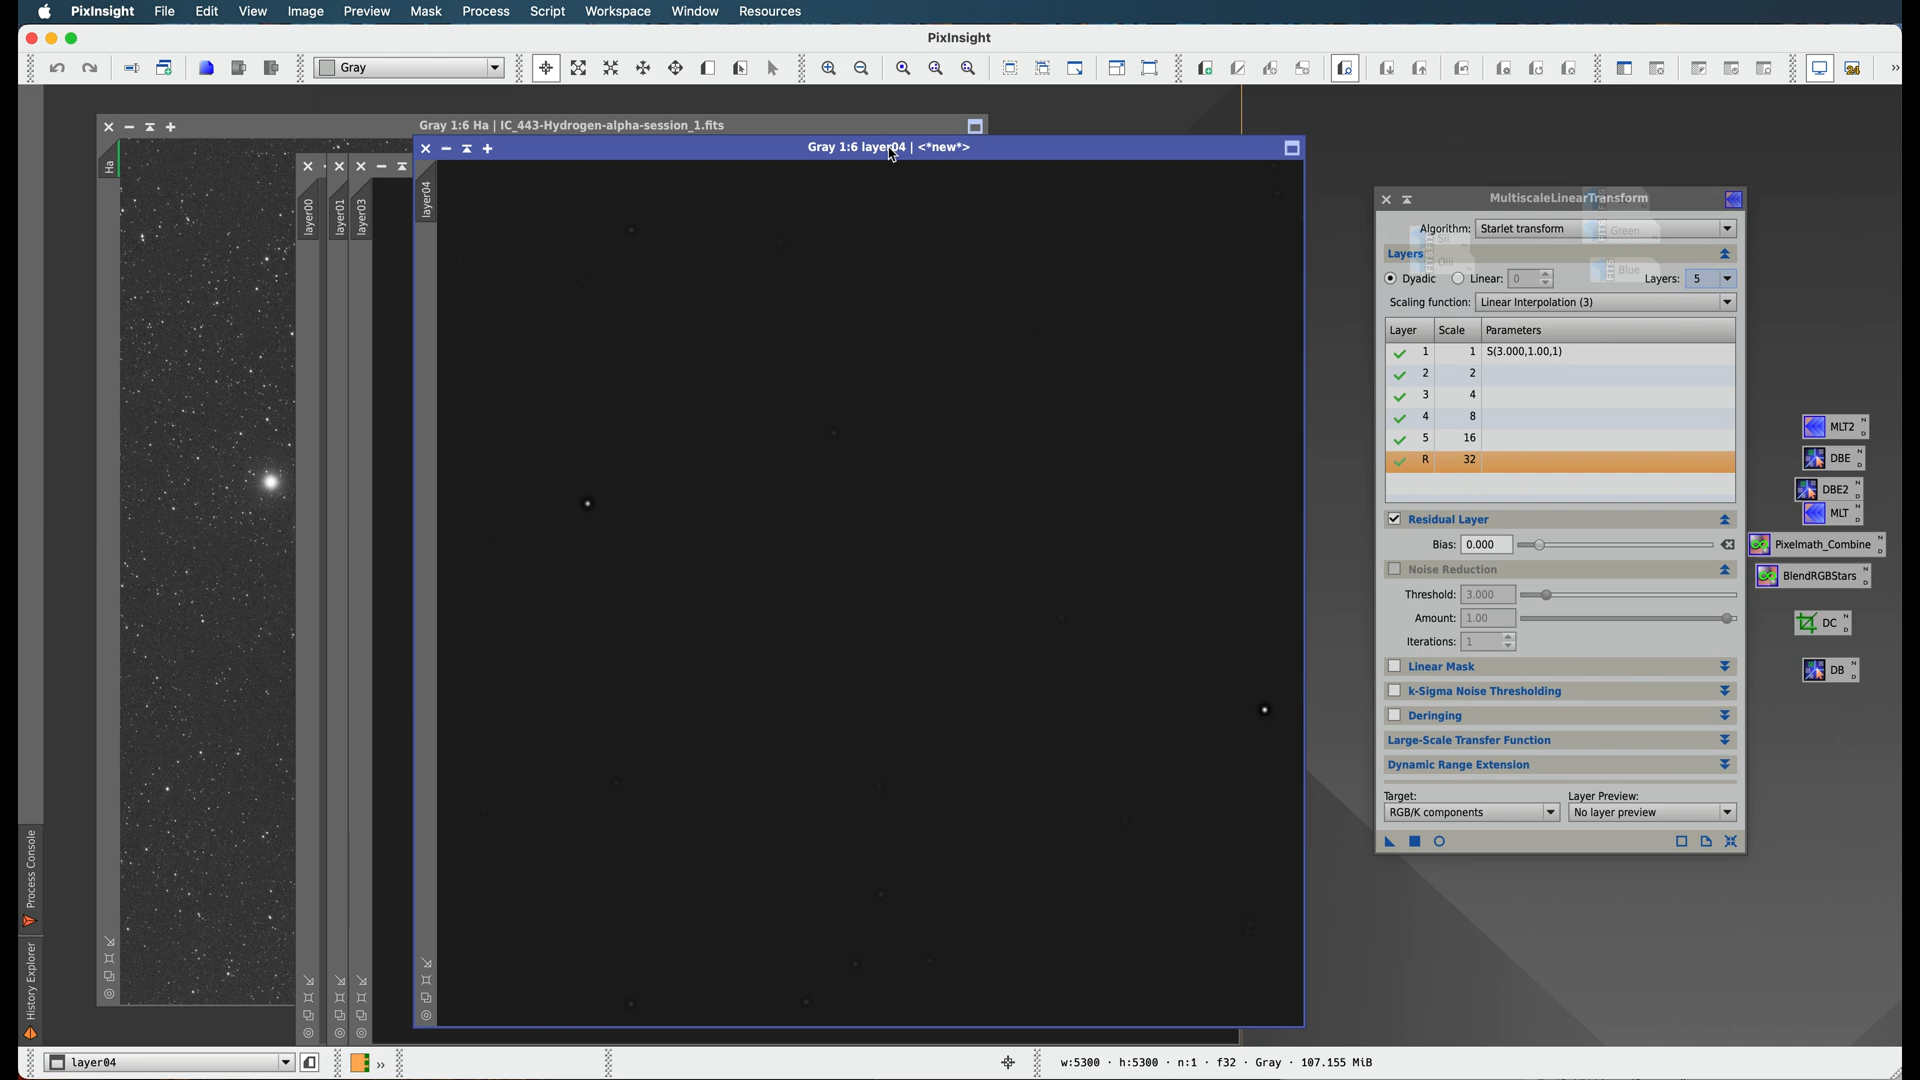 PixInsight File Edit View Image Preview Mask Process Script Workspace Window Resources
PixInsight
Gray
24
Gray 1:6 Ha | IC_443-Hydrogen-alpha-session_1.fits
Ha
layer00
layer01
layer03
Gray 1:6 layer04 | <*new*>
layer04
MultiscaleLinearTransform
Algorithm: Starlet transform
Green
Blue
FITS
Layers
Dyadic Linear: 0 Layers: 5
Scaling function: Linear Interpolation (3)
Layer Scale Parameters
1 1 S(3.000,1.00,1)
2 2
3 4
4 8
5 16
R 32
Residual Layer
Bias: 0.000
Noise Reduction
Threshold: 3.000
Amount: 1.00
Iterations: 1
Linear Mask
k-Sigma Noise Thresholding
Deringing
Large-Scale Transfer Function
Dynamic Range Extension
Target: Layer Preview:
RGB/K components No layer preview
MLT2 N D
DBE N D
DBE2 N D
MLT N D
Pixelmath_Combine N D
BlendRGBStars N D
DC N D
DB N D
Process Console
History Explorer
layer04
w:5300 · h:5300 · n:1 · f32 · Gray · 107.155 MiB